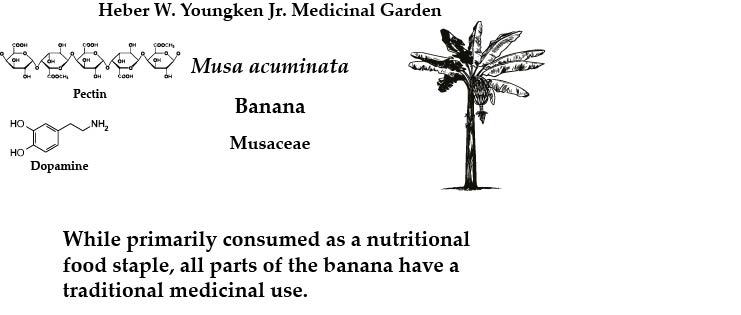 Heber W. Youngken Jr. Medicinal Garden
COOH OH COOH OH COOCH₃
O O O O O O
OH OH OH OH OH
OH COOCH₃ OH COOH OH
Pectin
Musa acuminata
Banana
Musaceae
HO NH₂
HO
Dopamine
While primarily consumed as a nutritional
food staple, all parts of the banana have a
traditional medicinal use.